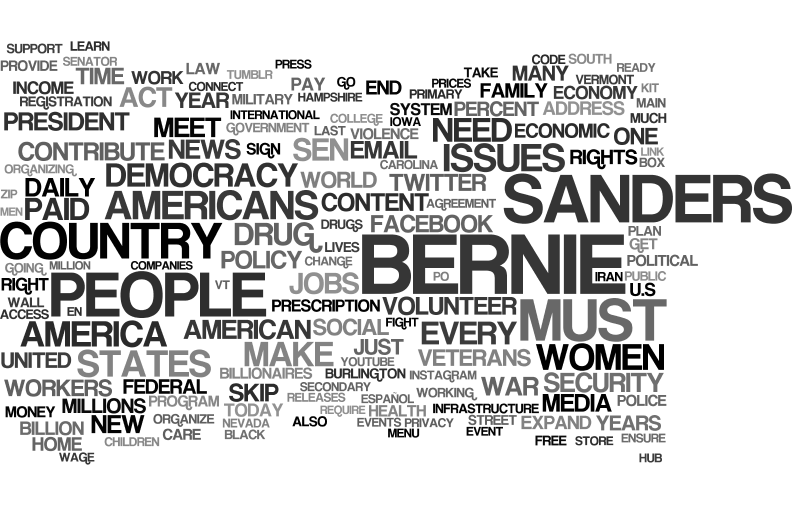 SUPPORT LEARN
PROVIDE SENATOR LAW PRESS CODE SOUTH
TIME WORK TUMBLR TAKE MANY READY
INCOME CONNECT PAY GO END PRICES FAMILY VERMONT ECONOMY KIT
REGISTRATION ACT YEAR MILITARY HAMPSHIRE PRIMARY MAIN
PRESIDENT MEET INTERNATIONAL COLLEGE SYSTEM PERCENT ADDRESS MUCH
GOVERNMENT LAST VIOLENCE IOWA NEED ECONOMIC ONE
CONTRIBUTE NEWS SIGN SEN EMAIL ISSUES RIGHTS LINK
ORGANIZING DEMOCRACY WORLD CAROLINA TWITTER BOX
ZIP DAILY SANDERS
MEN PAID AMERICANS CONTENT AGREEMENT
COUNTRY DRUG DRUGS FACEBOOK PLAN
LIVES BERNIE GET
GOING MILLION COMPANIES POLICY CHANGE POLITICAL
RIGHT PEOPLE VT JOBS PO IRAN PUBLIC
WALL U.S
ACCESS EN PRESCRIPTION VOLUNTEER MUST
AMERICA AMERICAN SOCIAL FIGHT EVERY
UNITED STATES MAKE JUST VETERANS WOMEN
BILLIONAIRES YOUTUBE
WORKERS FEDERAL SKIP BURLINGTON INSTAGRAM WAR SECURITY
SECONDARY WORKING
MONEY MILLIONS PROGRAM RELEASES ESPAÑOL MEDIA POLICE
TODAY REQUIRE HEALTH INFRASTRUCTURE
BILLION NEW ORGANIZE NEVADA ALSO EVENTS PRIVACY STREET EXPAND YEARS
HOME CHILDREN CARE BLACK MENU EVENT FREE STORE ENSURE
WAGE HUB